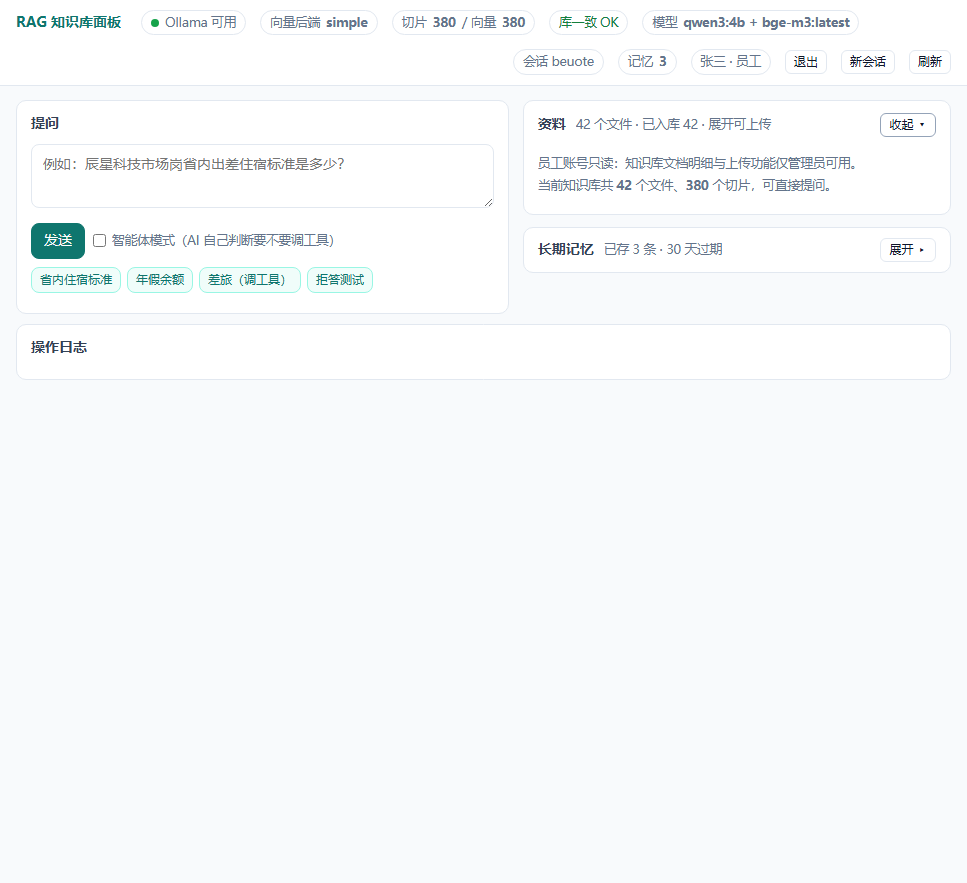 RAG 知识库面板 Ollama 可用 向量后端 simple 切片 380 / 向量 380 库一致 OK 模型 qwen3:4b + bge-m3:latest
会话 beuote 记忆 3 张三 · 员工 退出 新会话 刷新
提问
例如：辰星科技市场岗省内出差住宿标准是多少？
发送 智能体模式（AI 自己判断要不要调工具）
省内住宿标准 年假余额 差旅（调工具） 拒答测试
资料 42 个文件 · 已入库 42 · 展开可上传 收起
员工账号只读：知识库文档明细与上传功能仅管理员可用。
当前知识库共 42 个文件、380 个切片，可直接提问。
长期记忆 已存 3 条 · 30 天过期 展开
操作日志